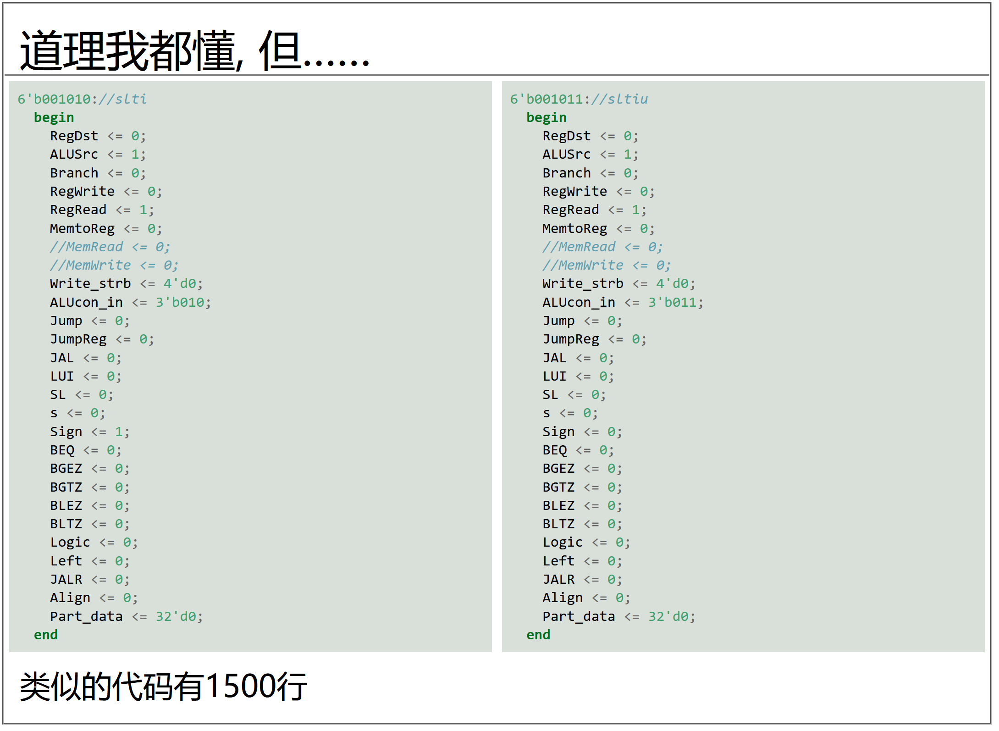 道理我都懂, 但......
6'b001010://slti
begin
RegDst <= 0;
ALUSrc <= 1;
Branch <= 0;
RegWrite <= 0;
RegRead <= 1;
MemtoReg <= 0;
//MemRead <= 0;
//MemWrite <= 0;
Write_strb <= 4'd0;
ALUcon_in <= 3'b010;
Jump <= 0;
JumpReg <= 0;
JAL <= 0;
LUI <= 0;
SL <= 0;
s <= 0;
Sign <= 1;
BEQ <= 0;
BGEZ <= 0;
BGTZ <= 0;
BLEZ <= 0;
BLTZ <= 0;
Logic <= 0;
Left <= 0;
JALR <= 0;
Align <= 0;
Part_data <= 32'd0;
end
6'b001011://sltiu
begin
RegDst <= 0;
ALUSrc <= 1;
Branch <= 0;
RegWrite <= 0;
RegRead <= 1;
MemtoReg <= 0;
//MemRead <= 0;
//MemWrite <= 0;
Write_strb <= 4'd0;
ALUcon_in <= 3'b011;
Jump <= 0;
JumpReg <= 0;
JAL <= 0;
LUI <= 0;
SL <= 0;
s <= 0;
Sign <= 0;
BEQ <= 0;
BGEZ <= 0;
BGTZ <= 0;
BLEZ <= 0;
BLTZ <= 0;
Logic <= 0;
Left <= 0;
JALR <= 0;
Align <= 0;
Part_data <= 32'd0;
end
类似的代码有1500行